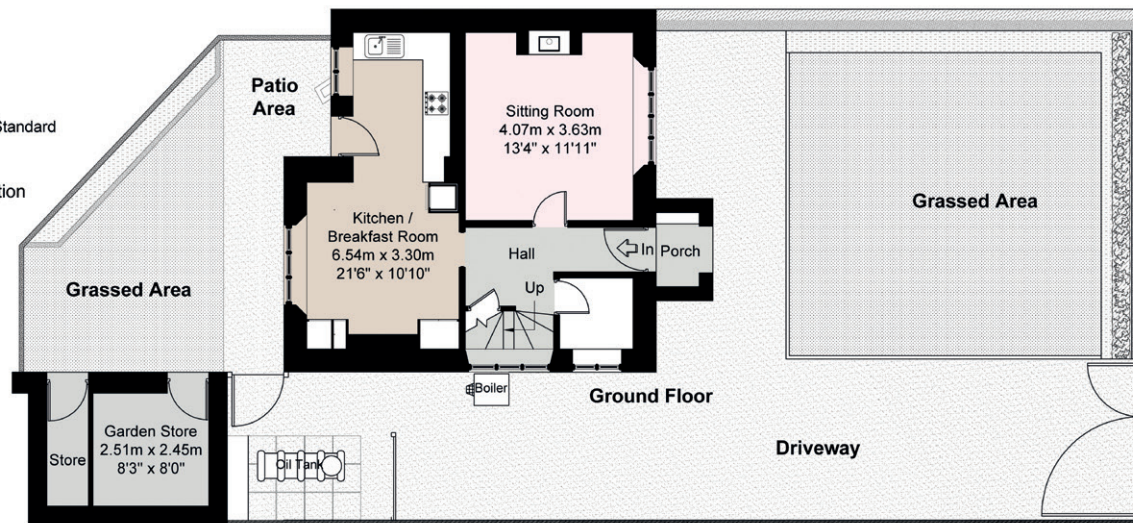 Standard
tion
Patio
Area
Sitting Room
4.07m x 3.63m
13'4" x 11'11"
Grassed Area
Kitchen /
Breakfast Room
6.54m x 3.30m
21'6" x 10'10"
Hall
In
Porch
Up
Grassed Area
Boiler
Ground Floor
Garden Store
2.51m x 2.45m
8'3" x 8'0"
Store
Oil Tank
Driveway